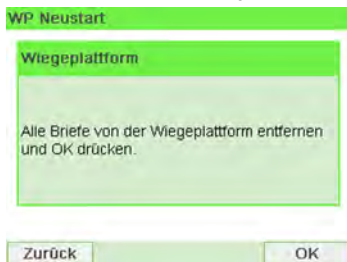 WP Neustart
Wiegeplattform
Alle Briefe von der Wiegeplattform entfernen
und OK drücken.
Zurück
OK